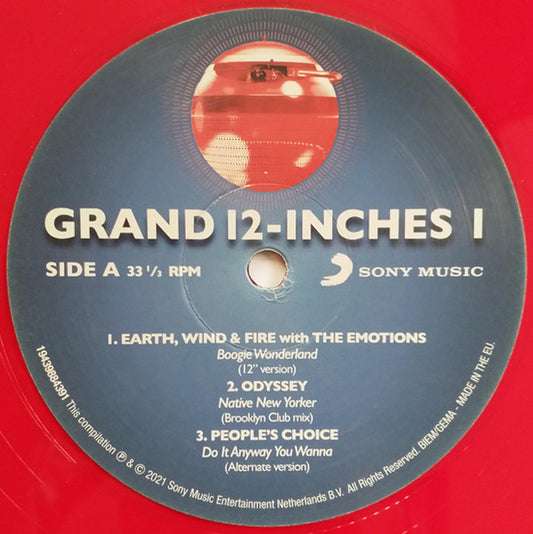 GRAND 12-INCHES 1
SIDE A 33 1/3 RPM
SONY MUSIC
1. EARTH, WIND & FIRE with THE EMOTIONS
Boogie Wonderland
(12" version)
2. ODYSSEY
Native New Yorker
(Brooklyn Club mix)
3. PEOPLE'S CHOICE
Do It Anyway You Wanna
(Alternate version)
19439884391 This compilation ℗ & © 2021 Sony Music Entertainment Netherlands B.V. All Rights Reserved. BIEM/GEMA - MADE IN THE EU.